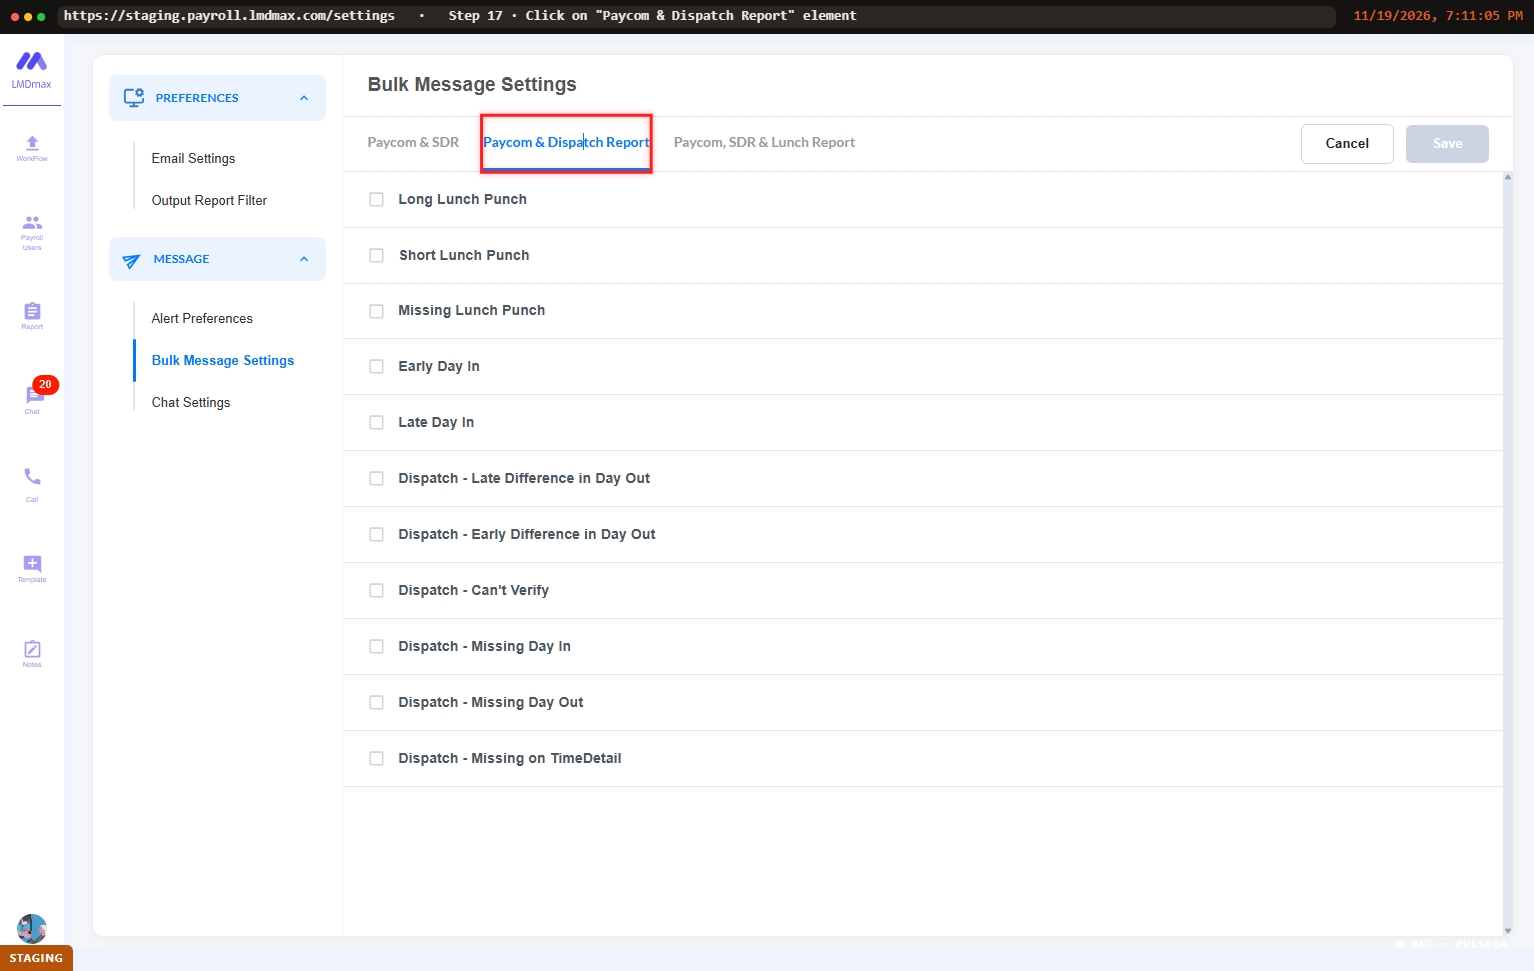 https://staging.payroll.lmdmax.com/settings • Step 17 · Click on "Paycom & Dispatch Report" element
11/19/2026, 7:11:05 PM
LMDmax
WorkFlow
Payroll
Users
Report
20
Chat
Call
Template
Notes
STAGING
PREFERENCES
Email Settings
Output Report Filter
MESSAGE
Alert Preferences
Bulk Message Settings
Chat Settings
Bulk Message Settings
Paycom & SDR
Paycom & Dispatch Report
Paycom, SDR & Lunch Report
Cancel
Save
Long Lunch Punch
Short Lunch Punch
Missing Lunch Punch
Early Day In
Late Day In
Dispatch - Late Difference in Day Out
Dispatch - Early Difference in Day Out
Dispatch - Can't Verify
Dispatch - Missing Day In
Dispatch - Missing Day Out
Dispatch - Missing on TimeDetail
REC · PULSEQA